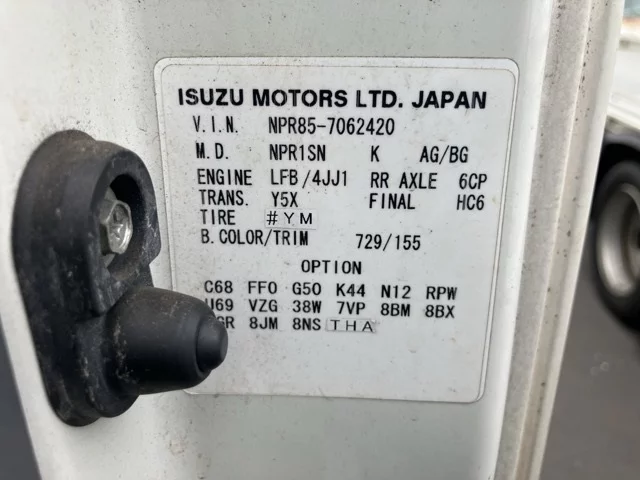 ISUZU MOTORS LTD. JAPAN
V.I.N. NPR85-7062420
M.D. NPR1SN K AG/BG
ENGINE LFB/4JJ1 RR AXLE 6CP
TRANS. Y5X FINAL HC6
TIRE #YM
B.COLOR/TRIM 729/155
OPTION
C68 FF0 G50 K44 N12 RPW
U69 VZG 38W 7VP 8BM 8BX
8JM 8NS THA